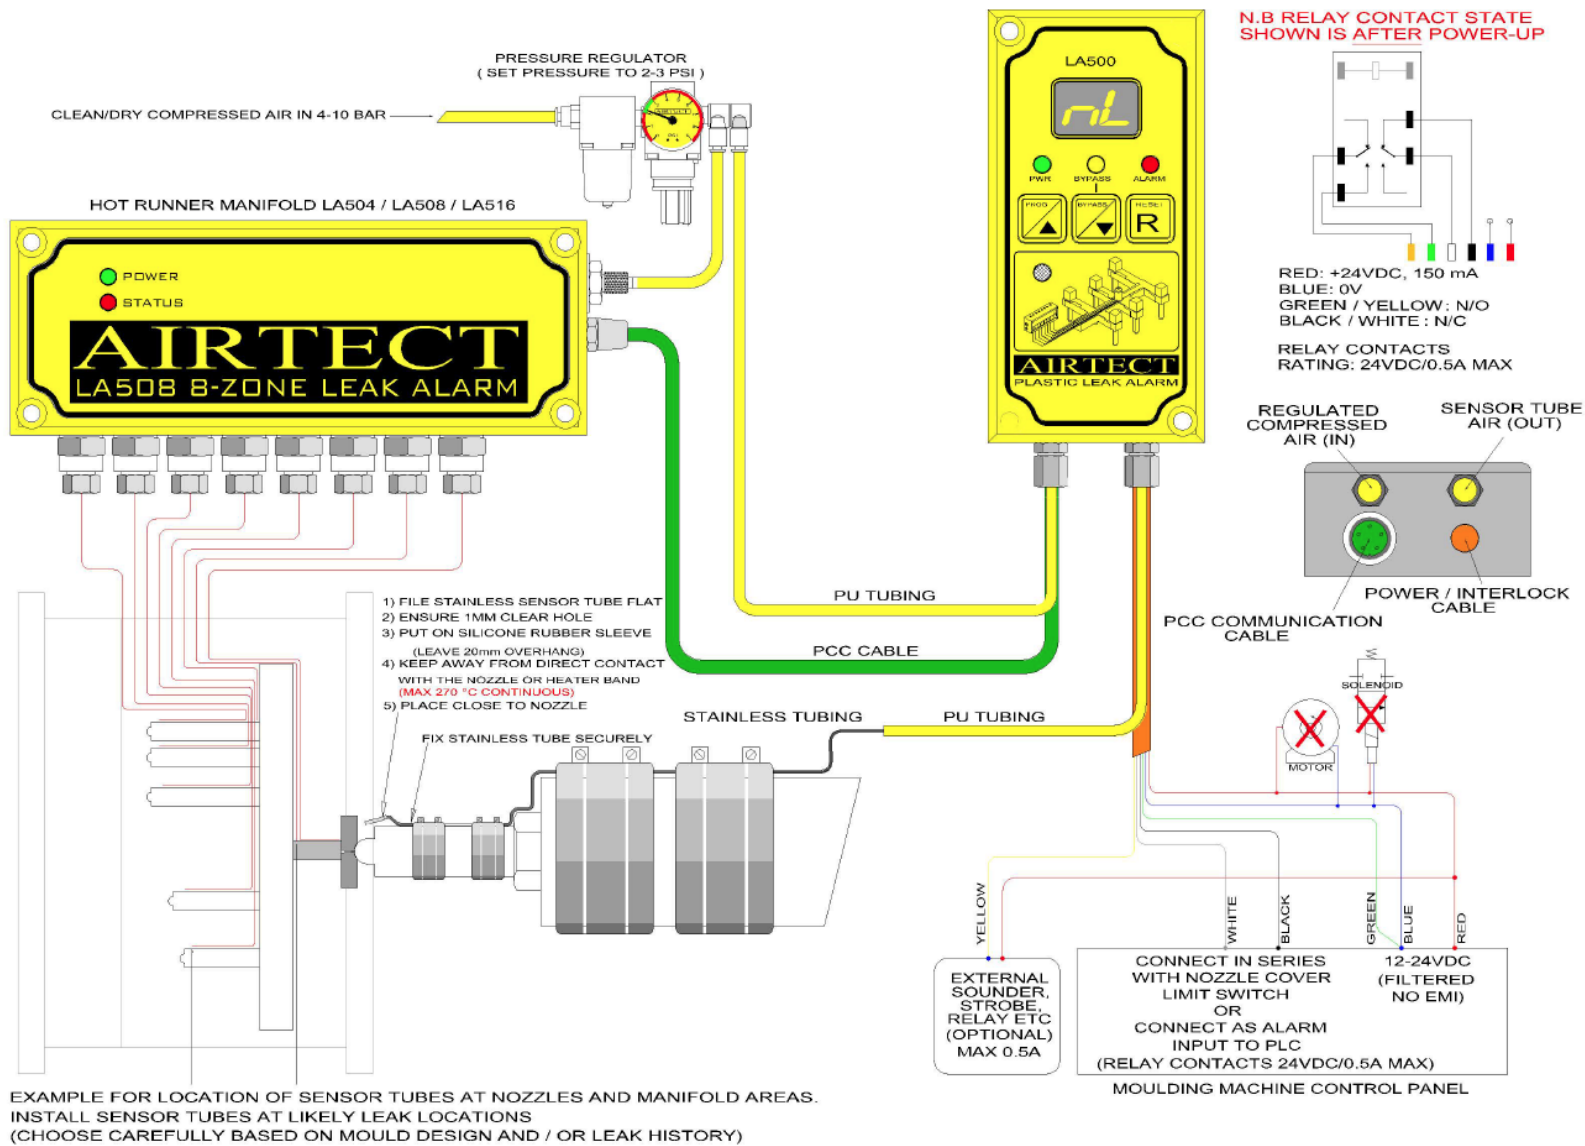 PRESSURE REGULATOR
( SET PRESSURE TO 2-3 PSI )
CLEAN/DRY COMPRESSED AIR IN 4-10 BAR
AIRTECT
HOT RUNNER MANIFOLD LA504 / LA508 / LA516
POWER
STATUS
AIRTECT
LA508 8-ZONE LEAK ALARM
LA500
nL
PWR
BYPASS
ALARM
PROG
BYPASS
RESET
R
AIRTECT
PLASTIC LEAK ALARM
N.B RELAY CONTACT STATE
SHOWN IS AFTER POWER-UP
RED: +24VDC, 150 mA
BLUE: 0V
GREEN / YELLOW: N/O
BLACK / WHITE : N/C
RELAY CONTACTS
RATING: 24VDC/0.5A MAX
REGULATED
COMPRESSED
AIR (IN)
SENSOR TUBE
AIR (OUT)
POWER / INTERLOCK
CABLE
PCC COMMUNICATION
CABLE
PU TUBING
PCC CABLE
1) FILE STAINLESS SENSOR TUBE FLAT
2) ENSURE 1MM CLEAR HOLE
3) PUT ON SILICONE RUBBER SLEEVE
(LEAVE 20mm OVERHANG)
4) KEEP AWAY FROM DIRECT CONTACT
WITH THE NOZZLE OR HEATER BAND
(MAX 270 °C CONTINUOUS)
5) PLACE CLOSE TO NOZZLE
FIX STAINLESS TUBE SECURELY
STAINLESS TUBING
PU TUBING
SOLENOID
MOTOR
YELLOW
WHITE
BLACK
GREEN
BLUE
RED
EXTERNAL
SOUNDER,
STROBE,
RELAY ETC
(OPTIONAL)
MAX 0.5A
CONNECT IN SERIES
WITH NOZZLE COVER
LIMIT SWITCH
OR
CONNECT AS ALARM
INPUT TO PLC
(RELAY CONTACTS 24VDC/0.5A MAX)
12-24VDC
(FILTERED
NO EMI)
MOULDING MACHINE CONTROL PANEL
EXAMPLE FOR LOCATION OF SENSOR TUBES AT NOZZLES AND MANIFOLD AREAS.
INSTALL SENSOR TUBES AT LIKELY LEAK LOCATIONS
(CHOOSE CAREFULLY BASED ON MOULD DESIGN AND / OR LEAK HISTORY)